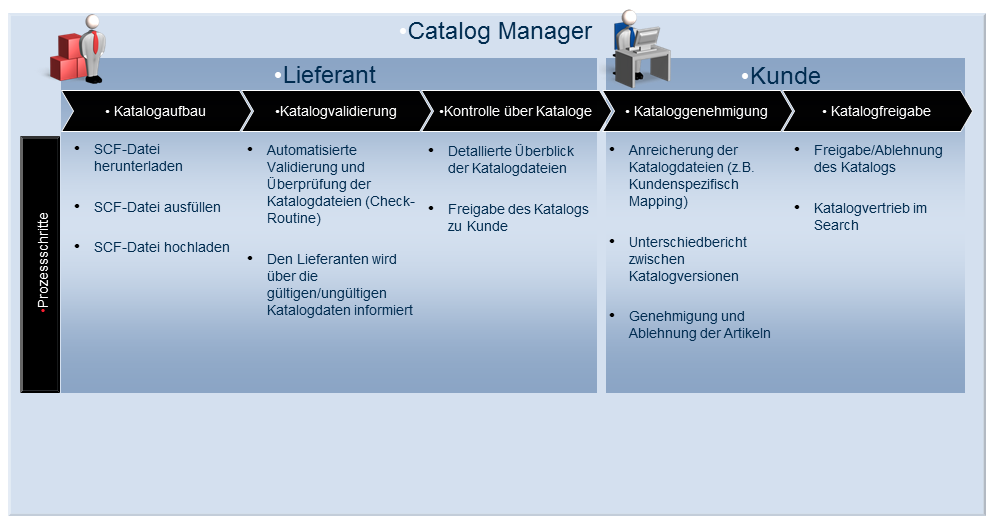 •Catalog Manager
•Lieferant
•Kunde
• Katalogaufbau
•Katalogvalidierung
•Kontrolle über Kataloge
• Kataloggenehmigung
• Katalogfreigabe
•Prozessschritte
• SCF-Datei
herunterladen
• SCF-Datei ausfüllen
• SCF-Datei hochladen
• Automatisierte
Validierung und
Überprüfung der
Katalogdateien (Check-
Routine)
• Den Lieferanten wird
über die
gültigen/ungültigen
Katalogdaten informiert
• Detallierte Überblick
der Katalogdateien
• Freigabe des Katalogs
zu Kunde
• Anreicherung der
Katalogdateien (z.B.
Kundenspezifisch
Mapping)
• Unterschiedbericht
zwischen
Katalogversionen
• Genehmigung und
Ablehnung der Artikeln
• Freigabe/Ablehnung
des Katalogs
• Katalogvertrieb im
Search